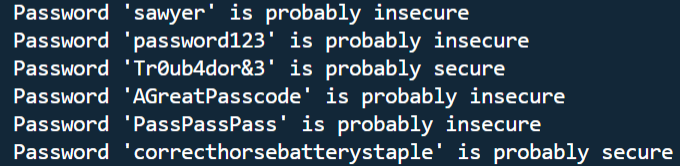 Password 'sawyer' is probably insecure
Password 'password123' is probably insecure
Password 'Tr0ub4dor&3' is probably secure
Password 'AGreatPasscode' is probably insecure
Password 'PassPassPass' is probably insecure
Password 'correcthorsebatterystaple' is probably secure